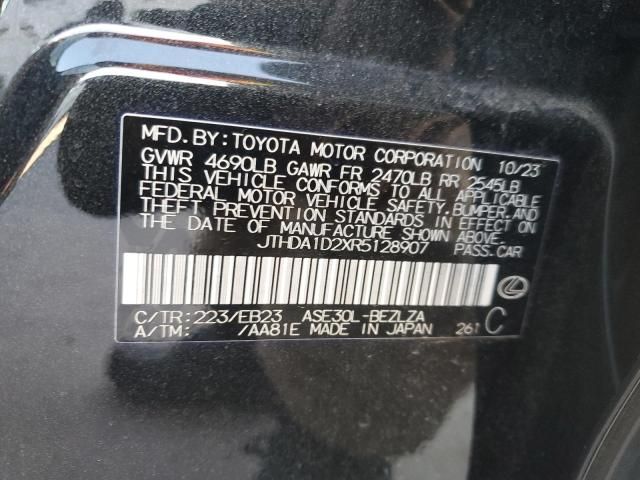 MFD. BY: TOYOTA MOTOR CORPORATION 10/23
GVWR 4690LB GAWR FR 2470LB RR 2545LB
THIS VEHICLE CONFORMS TO ALL APPLICABLE
FEDERAL MOTOR VEHICLE SAFETY, BUMPER, AND
THEFT PREVENTION STANDARDS IN EFFECT ON
THE DATE OF MANUFACTURE SHOWN ABOVE.
JTHDA1D2XR5128907 PASS.CAR
C/TR: 223/EB23 ASE30L-BEZLZA
A/TM: /AA81E MADE IN JAPAN 261 C